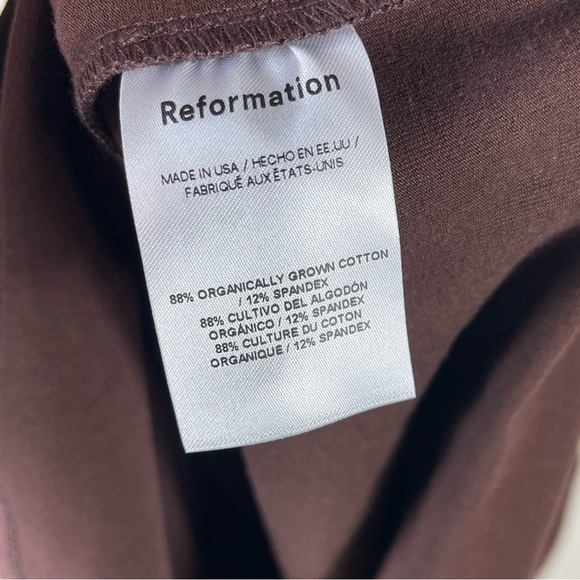 Reformation
MADE IN USA / HECHO EN EE.UU /
FABRIQUÉ AUX ÉTATS-UNIS
88% ORGANICALLY GROWN COTTON
/ 12% SPANDEX
88% CULTIVO DEL ALGODÓN
ORGÁNICO / 12% SPANDEX
88% CULTURE DU COTON
ORGANIQUE / 12% SPANDEX